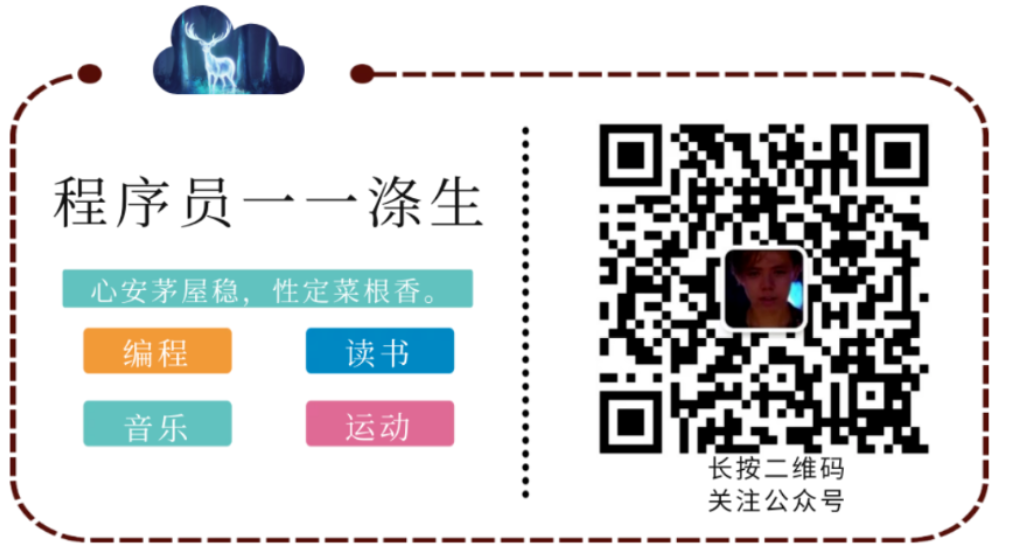 程序员一一涤生
心安茅屋稳，性定菜根香。
编程
读书
音乐
运动
长按二维码
关注公众号